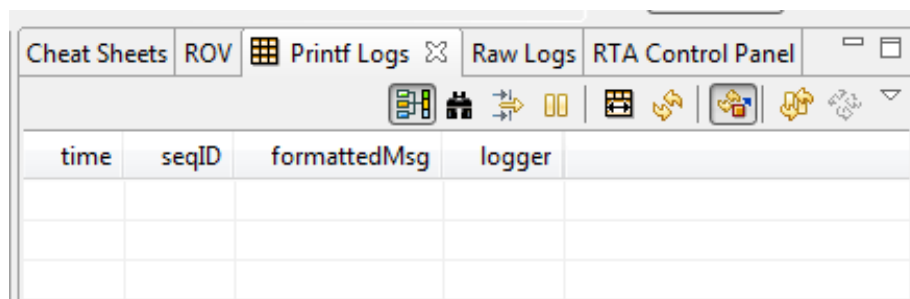 Cheat Sheets ROV Printf Logs Raw Logs RTA Control Panel
time seqID formattedMsg logger